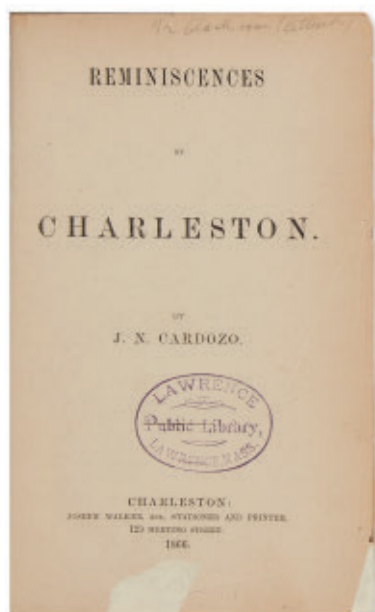 REMINISCENCES
OF
CHARLESTON.
BY
J. N. CARDOZO.
LAWRENCE
Public Library,
LAWRENCE MASS.
CHARLESTON:
JOSEPH WALKER, STATIONER AND PRINTER,
125 MEETING STREET.
1866.